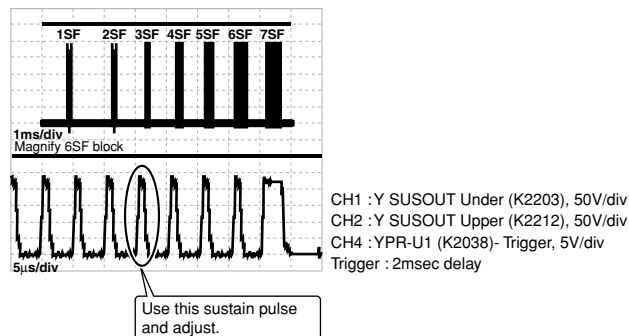 1SF 2SF 3SF 4SF 5SF 6SF 7SF
1ms/div
Magnify 6SF block
5μs/div
CH1 : Y SUSOUT Under (K2203), 50V/div
CH2 : Y SUSOUT Upper (K2212), 50V/div
CH4 : YPR-U1 (K2038)- Trigger, 5V/div
Trigger : 2msec delay
Use this sustain pulse
and adjust.